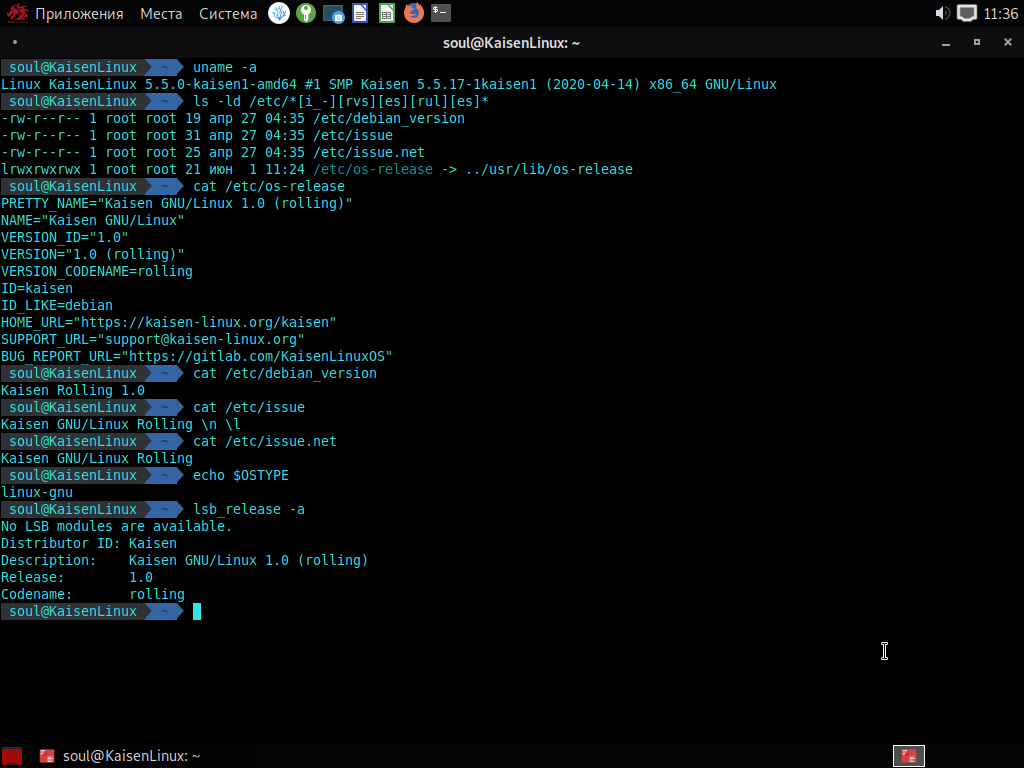 Приложения Места Система 11:36
soul@KaisenLinux: ~
soul@KaisenLinux ~ uname -a
Linux KaisenLinux 5.5.0-kaisen1-amd64 #1 SMP Kaisen 5.5.17-1kaisen1 (2020-04-14) x86_64 GNU/Linux
soul@KaisenLinux ~ ls -ld /etc/*[i_-][rvs][es][rul][es]*
-rw-r--r-- 1 root root 19 апр 27 04:35 /etc/debian_version
-rw-r--r-- 1 root root 31 апр 27 04:35 /etc/issue
-rw-r--r-- 1 root root 25 апр 27 04:35 /etc/issue.net
lrwxrwxrwx 1 root root 21 июн  1 11:24 /etc/os-release -> ../usr/lib/os-release
soul@KaisenLinux ~ cat /etc/os-release
PRETTY_NAME="Kaisen GNU/Linux 1.0 (rolling)"
NAME="Kaisen GNU/Linux"
VERSION_ID="1.0"
VERSION="1.0 (rolling)"
VERSION_CODENAME=rolling
ID=kaisen
ID_LIKE=debian
HOME_URL="https://kaisen-linux.org/kaisen"
SUPPORT_URL="support@kaisen-linux.org"
BUG_REPORT_URL="https://gitlab.com/KaisenLinuxOS"
soul@KaisenLinux ~ cat /etc/debian_version
Kaisen Rolling 1.0
soul@KaisenLinux ~ cat /etc/issue
Kaisen GNU/Linux Rolling \n \l
soul@KaisenLinux ~ cat /etc/issue.net
Kaisen GNU/Linux Rolling
soul@KaisenLinux ~ echo $OSTYPE
linux-gnu
soul@KaisenLinux ~ lsb_release -a
No LSB modules are available.
Distributor ID: Kaisen
Description:    Kaisen GNU/Linux 1.0 (rolling)
Release:        1.0
Codename:       rolling
soul@KaisenLinux ~
soul@KaisenLinux: ~